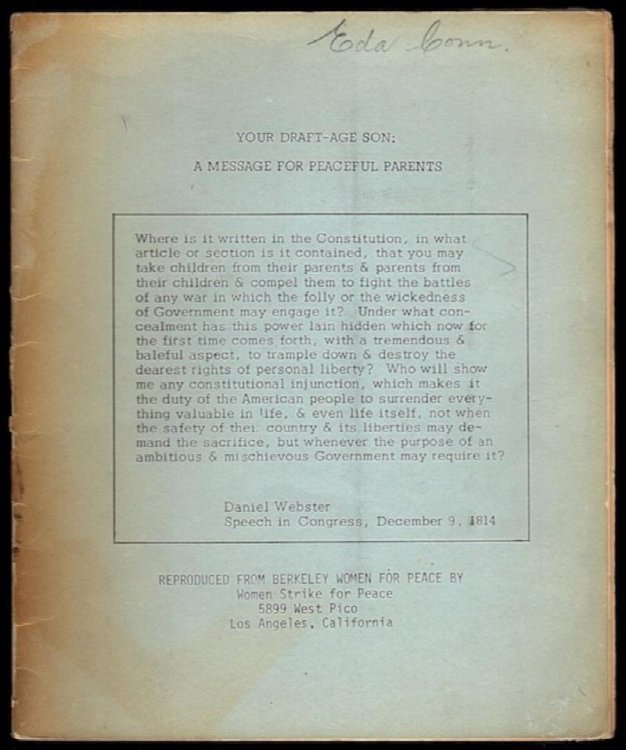 Eda Conn.
YOUR DRAFT-AGE SON:
A MESSAGE FOR PEACEFUL PARENTS
Where is it written in the Constitution, in what
article or section is it contained, that you may
take children from their parents & parents from
their children & compel them to fight the battles
of any war in which the folly or the wickedness
of Government may engage it? Under what con-
cealment has this power lain hidden which now for
the first time comes forth, with a tremendous &
baleful aspect, to trample down & destroy the
dearest rights of personal liberty? Who will show
me any constitutional injunction, which makes it
the duty of the American people to surrender every-
thing valuable in life, & even life itself, not when
the safety of their country & its liberties may de-
mand the sacrifice, but whenever the purpose of an
ambitious & mischievous Government may require it?
Daniel Webster
Speech in Congress, December 9, 1814
REPRODUCED FROM BERKELEY WOMEN FOR PEACE BY
Women Strike for Peace
5899 West Pico
Los Angeles, California